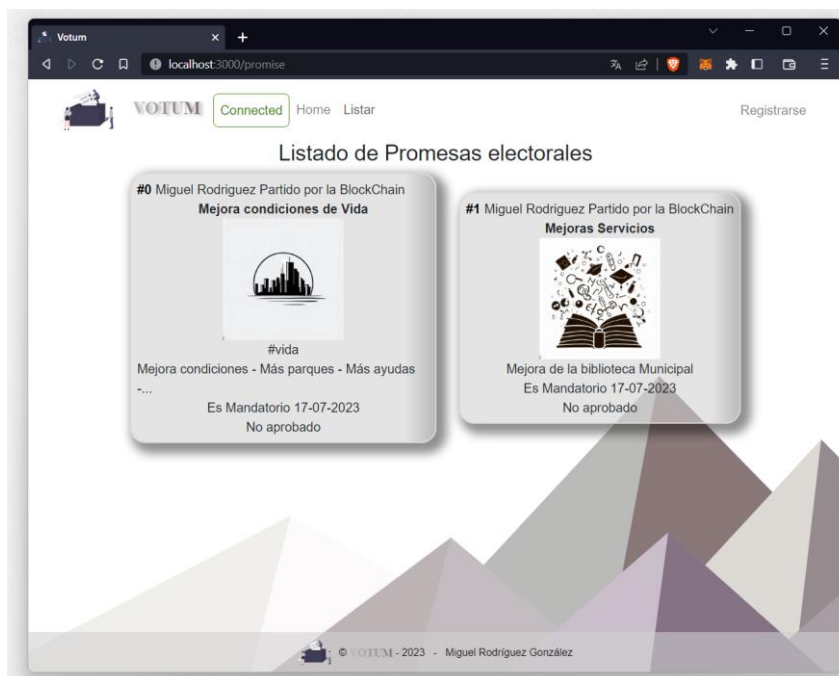 Votum
localhost:3000/promise
VOTUM Connected Home Listar Registrarse
Listado de Promesas electorales
#0 Miguel Rodriguez Partido por la BlockChain
Mejora condiciones de Vida
#vida
Mejora condiciones - Más parques - Más ayudas
-...
Es Mandatorio 17-07-2023
No aprobado
#1 Miguel Rodriguez Partido por la BlockChain
Mejoras Servicios
Mejora de la biblioteca Municipal
Es Mandatorio 17-07-2023
No aprobado
© VOTUM - 2023 - Miguel Rodríguez González